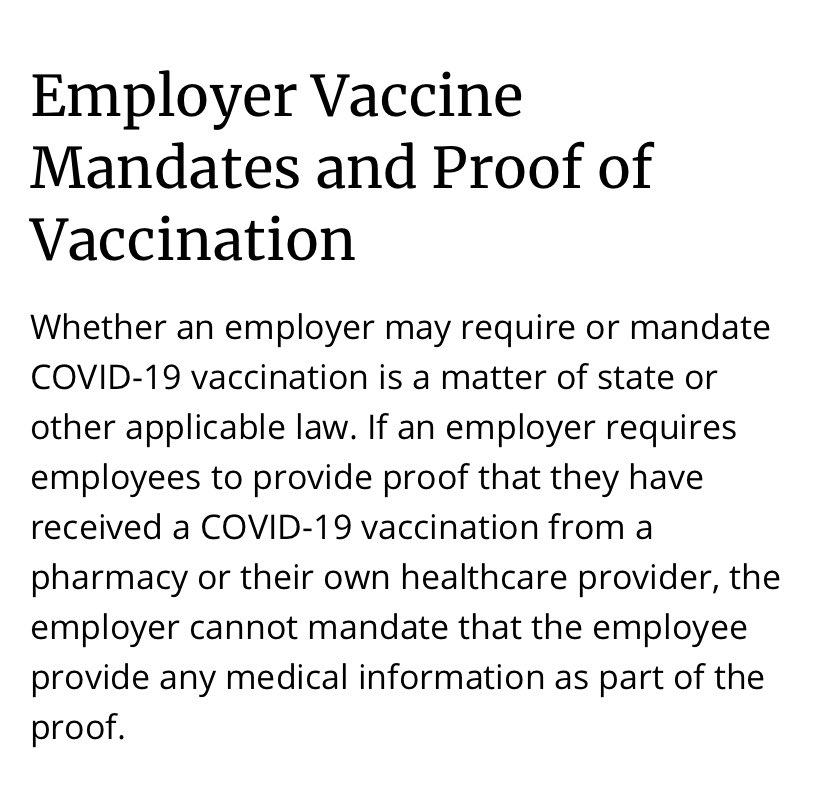 Employer Vaccine
Mandates and Proof of
Vaccination
Whether an employer may require or mandate
COVID-19 vaccination is a matter of state or
other applicable law. If an employer requires
employees to provide proof that they have
received a COVID-19 vaccination from a
pharmacy or their own healthcare provider, the
employer cannot mandate that the employee
provide any medical information as part of the
proof.